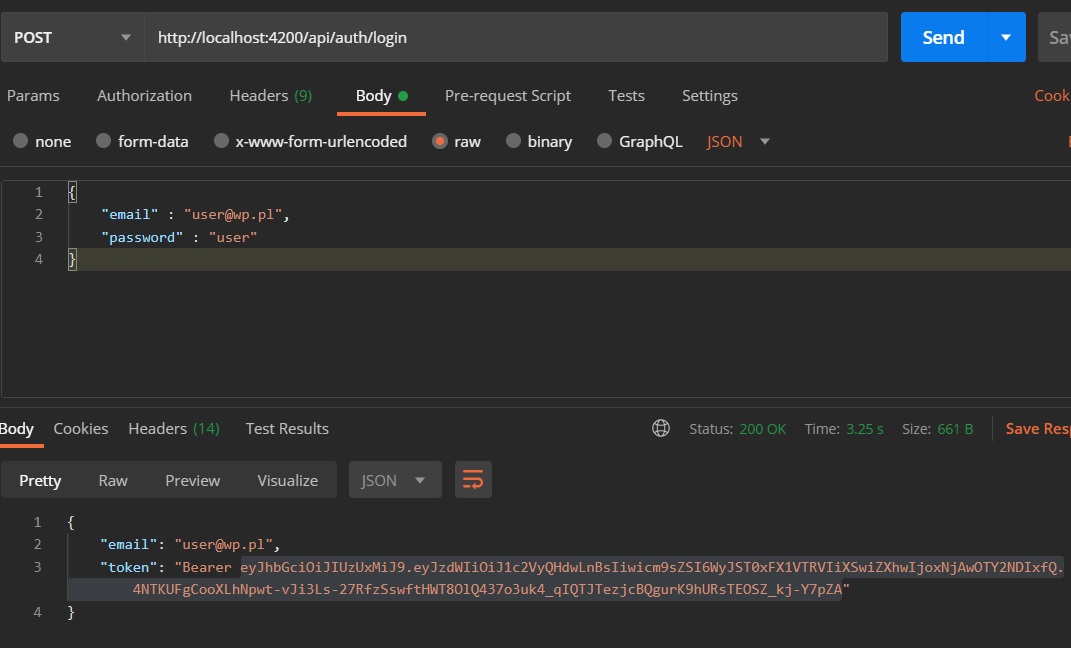 POST http://localhost:4200/api/auth/login Send Sav
Params Authorization Headers (9) Body Pre-request Script Tests Settings Cook
none form-data x-www-form-urlencoded raw binary GraphQL JSON
1 {
2 "email" : "user@wp.pl",
3 "password" : "user"
4 }
Body Cookies Headers (14) Test Results Status: 200 OK Time: 3.25 s Size: 661 B Save Resp
Pretty Raw Preview Visualize JSON
1 {
2 "email": "user@wp.pl",
3 "token": "Bearer eyJhbGciOiJIUzUxMiJ9.eyJzdWIiOiJ1c2VyQHdwLnBsIiwicm9sZSI6WyJST0xFX1VTRVIiXSwiZXhwIjoxNjAwOTY2NDIxfQ.
4NTKUFgCooXLhNpwt-vJi3Ls-27RfzSswftHWT8OlQ437o3uk4_qIQTJTezjcBQgurK9hURsTEOSZ_kj-Y7pZA"
4 }